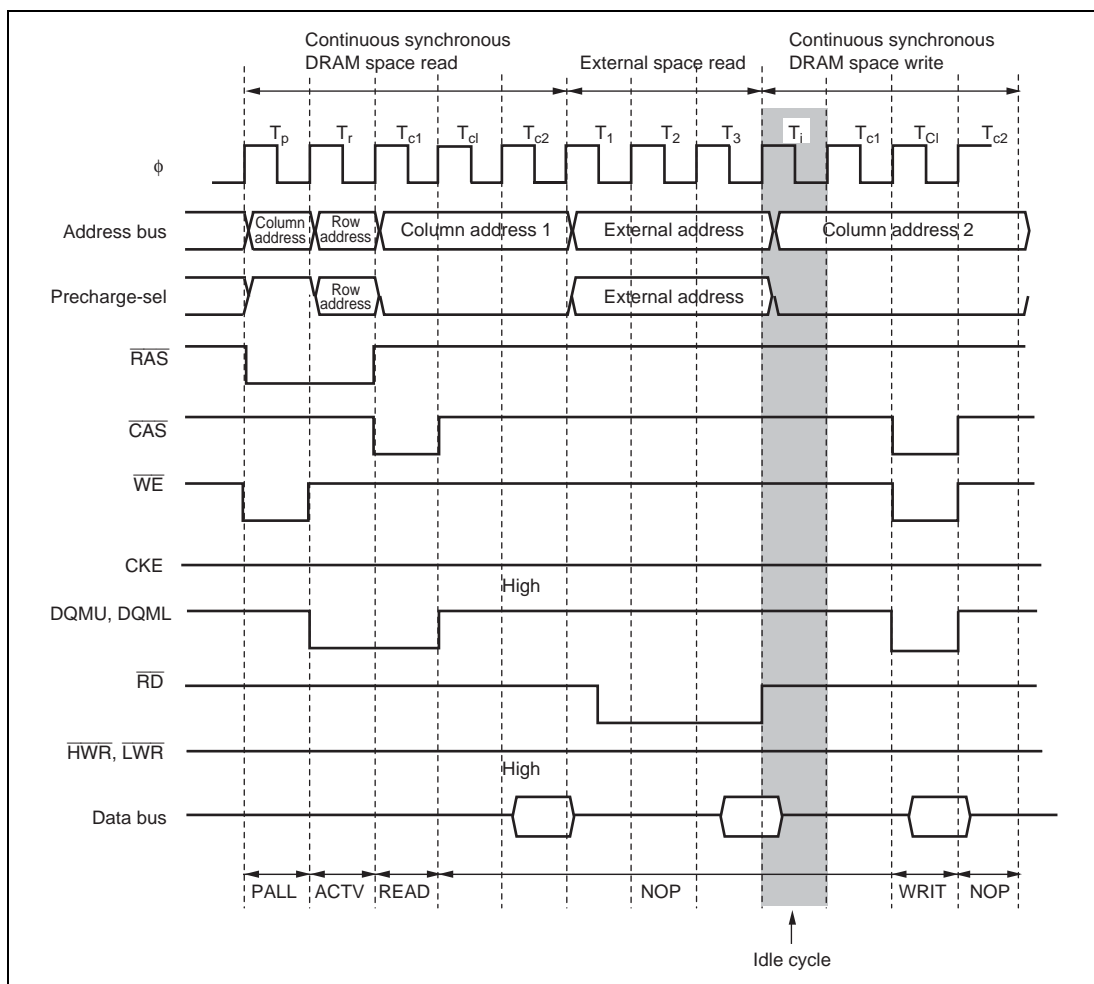 Continuous synchronous
DRAM space read
External space read
Continuous synchronous
DRAM space write
Tp Tr Tc1 Tcl Tc2 T1 T2 T3 Ti Tc1 TCl Tc2
ϕ
Address bus
Column
address
Row
address
Column address 1
External address
Column address 2
Precharge-sel
Row
address
External address
RAS
CAS
WE
CKE
High
DQMU, DQML
RD
HWR, LWR
High
Data bus
PALL ACTV READ NOP WRIT NOP
Idle cycle